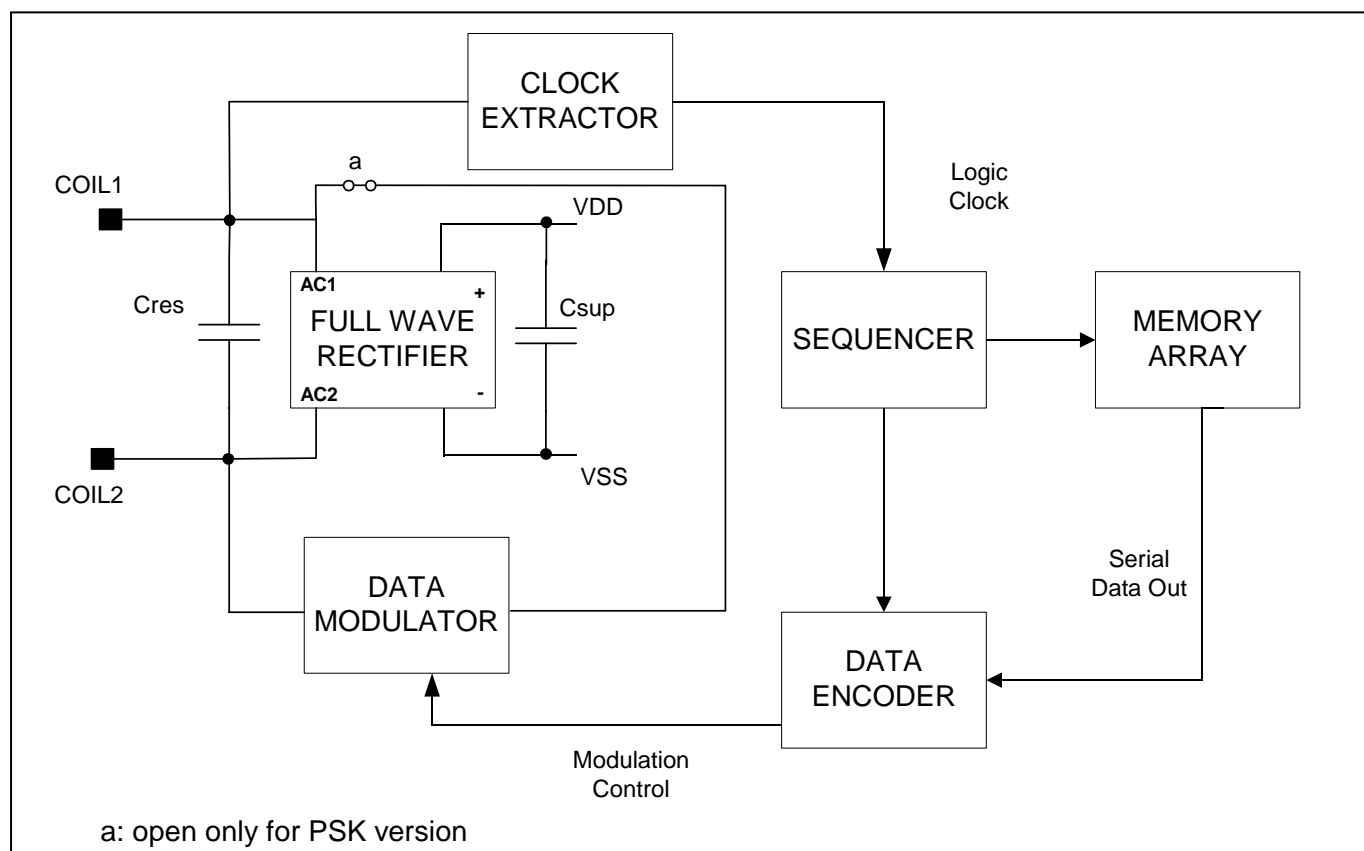 CLOCK
EXTRACTOR
a
COIL1
Logic
Clock
VDD
AC1
+
Cres
FULL WAVE
RECTIFIER
Csup
SEQUENCER
MEMORY
ARRAY
AC2
-
VSS
COIL2
DATA
MODULATOR
Serial
Data Out
DATA
ENCODER
Modulation
Control
a: open only for PSK version